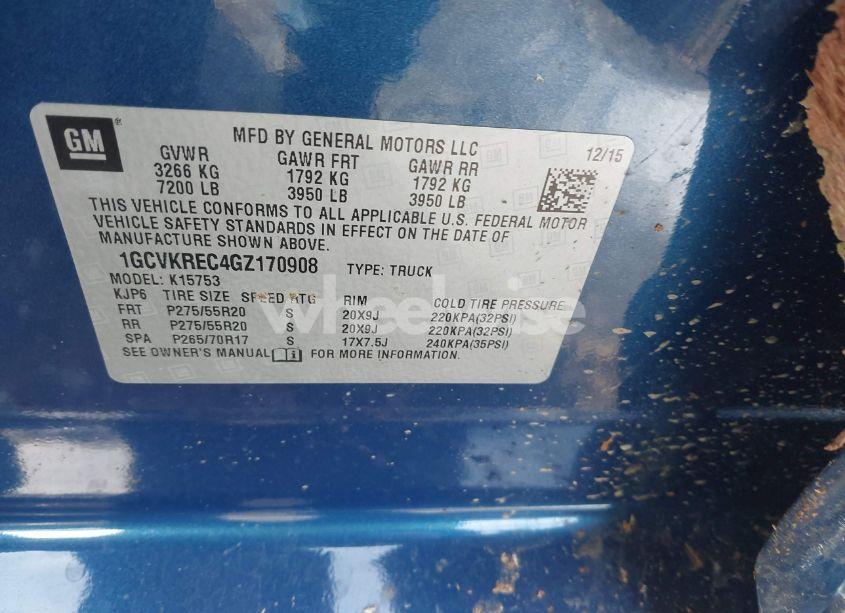 GM
MFD BY GENERAL MOTORS LLC
12/15
GVWR GAWR FRT GAWR RR
3266 KG 1792 KG 1792 KG
7200 LB 3950 LB 3950 LB
THIS VEHICLE CONFORMS TO ALL APPLICABLE U.S. FEDERAL MOTOR
VEHICLE SAFETY STANDARDS IN EFFECT ON THE DATE OF
MANUFACTURE SHOWN ABOVE.
1GCVKREC4GZ170908 TYPE: TRUCK
MODEL: K15753
KJP6 TIRE SIZE SPEED RTG RIM COLD TIRE PRESSURE
FRT P275/55R20 S 20X9J 220KPA(32PSI)
RR P275/55R20 S 20X9J 220KPA(32PSI)
SPA P265/70R17 S 17X7.5J 240KPA(35PSI)
SEE OWNER'S MANUAL FOR MORE INFORMATION.